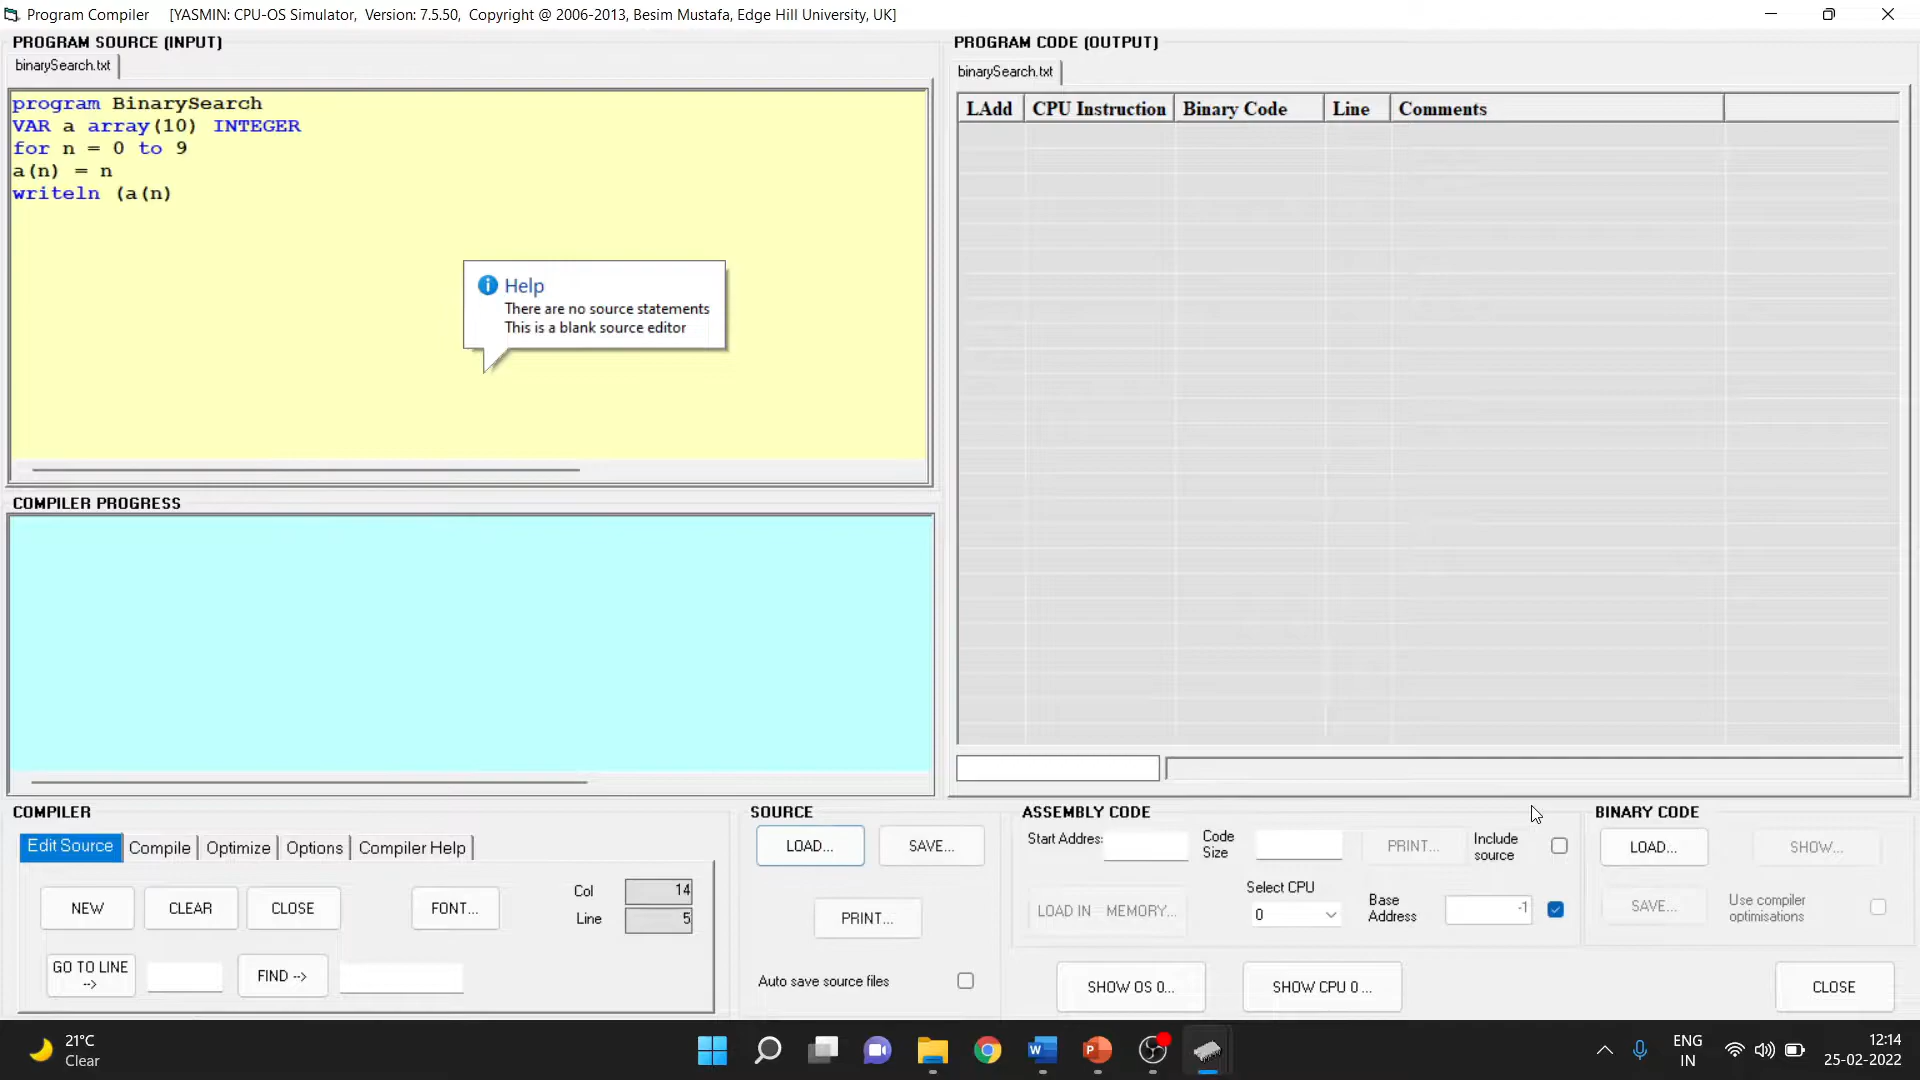 Program Compiler [YASMIN: CPU-OS Simulator, Version: 7.5.50, Copyright @ 2006-2013, Besim Mustafa, Edge Hill University, UK]
PROGRAM SOURCE (INPUT)
binarySearch.txt
program BinarySearch
VAR a array(10) INTEGER
for n = 0 to 9
a(n) = n
writeln (a(n)
Help
There are no source statements
This is a blank source editor
COMPILER PROGRESS
PROGRAM CODE (OUTPUT)
binarySearch.txt
LAdd CPU Instruction Binary Code Line Comments
COMPILER
Edit Source Compile Optimize Options Compiler Help
NEW CLEAR CLOSE FONT...
Col 14
Line 5
GO TO LINE
-->
FIND -->
SOURCE
LOAD... SAVE...
PRINT...
Auto save source files
ASSEMBLY CODE
Start Addres:
Code
Size
PRINT...
Include
source
LOAD IN MEMORY...
Select CPU
0
Base
Address
-1
SHOW OS 0... SHOW CPU 0 ...
BINARY CODE
LOAD... SHOW...
SAVE...
Use compiler
optimisations
CLOSE
21°C
Clear
ENG
IN
12:14
25-02-2022